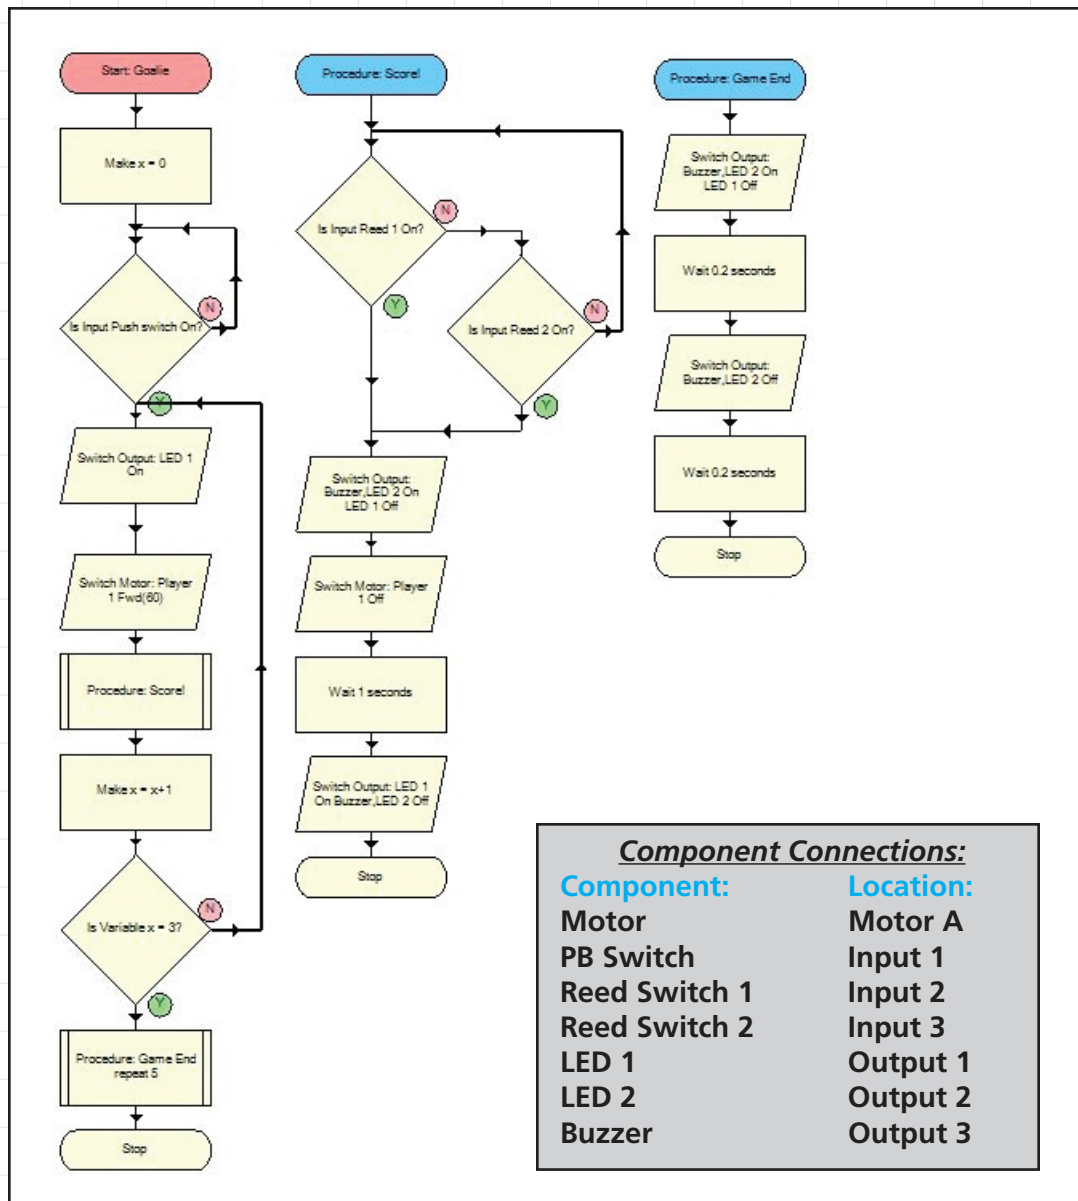 Start: Goalie
Make x = 0
Is Input Push switch On?
N
Y
Switch Output: LED 1
On
Switch Motor: Player
1 Fwd(60)
Procedure: Score!
Make x = x+1
Is Variable x = 3?
N
Y
Procedure: Game End
repeat 5
Stop
Procedure: Score!
Is Input Reed 1 On?
N
Y
Is Input Reed 2 On?
N
Y
Switch Output:
Buzzer,LED 2 On
LED 1 Off
Switch Motor: Player
1 Off
Wait 1 seconds
Switch Output: LED 1
On Buzzer,LED 2 Off
Stop
Procedure: Game End
Switch Output:
Buzzer,LED 2 On
LED 1 Off
Wait 0.2 seconds
Switch Output:
Buzzer,LED 2 Off
Wait 0.2 seconds
Stop
Component Connections:
Component: Location:
Motor Motor A
PB Switch Input 1
Reed Switch 1 Input 2
Reed Switch 2 Input 3
LED 1 Output 1
LED 2 Output 2
Buzzer Output 3